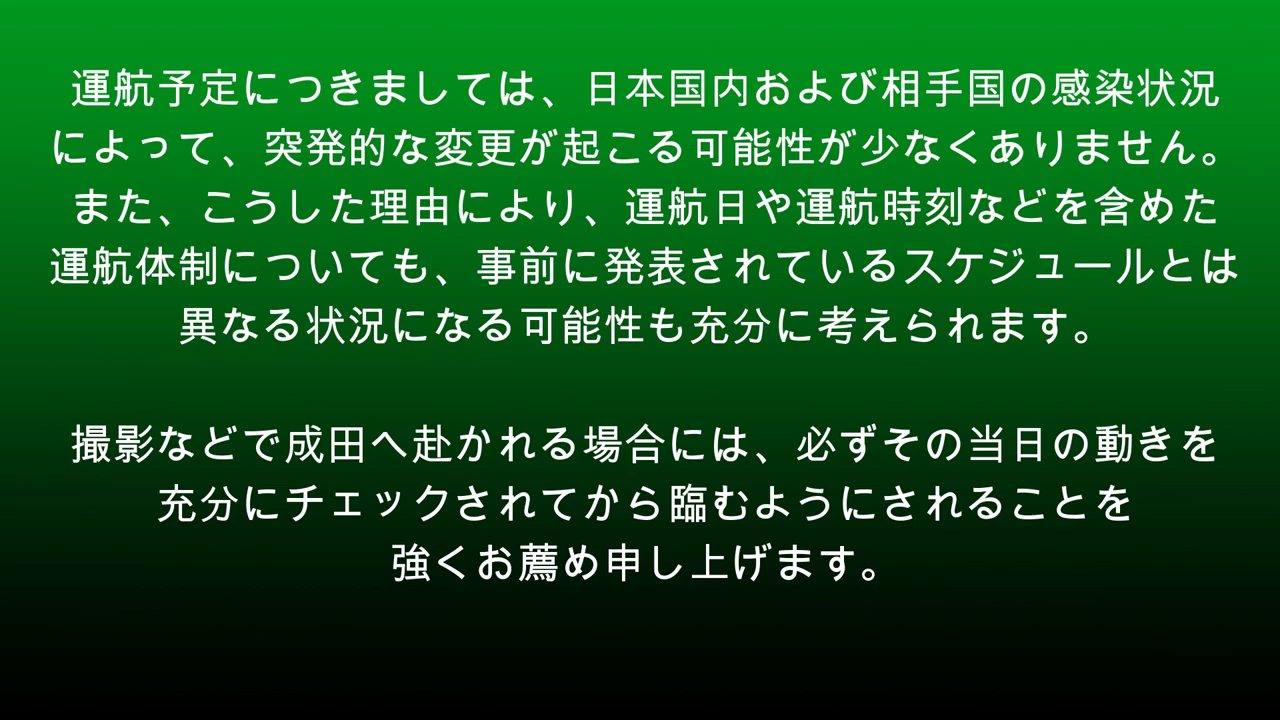 運航予定につきましては、日本国内および相手国の感染状況
によって、突発的な変更が起こる可能性が少なくありません。
また、こうした理由により、運航日や運航時刻などを含めた
運航体制についても、事前に発表されているスケジュールとは
異なる状況になる可能性も充分に考えられます。
撮影などで成田へ赴かれる場合には、必ずその当日の動きを
充分にチェックされてから臨むようにされることを
強くお薦め申し上げます。